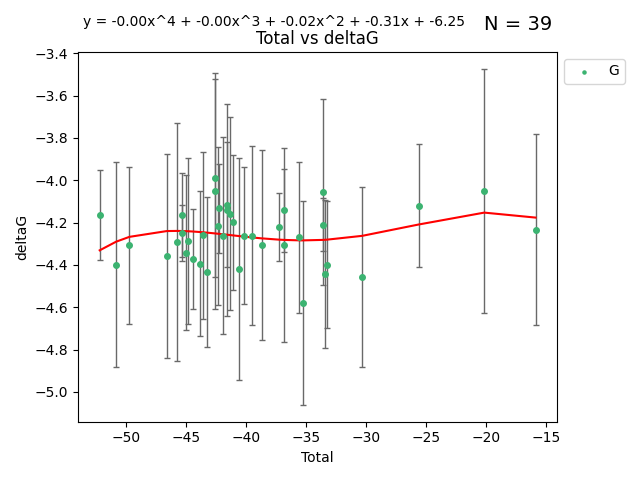 y = -0.00x^4 + -0.00x^3 + -0.02x^2 + -0.31x + -6.25
N = 39
Total vs deltaG
G
deltaG
−3.4
−3.6
−3.8
−4.0
−4.2
−4.4
−4.6
−4.8
−5.0
−50 −45 −40 −35 −30 −25 −20 −15
Total